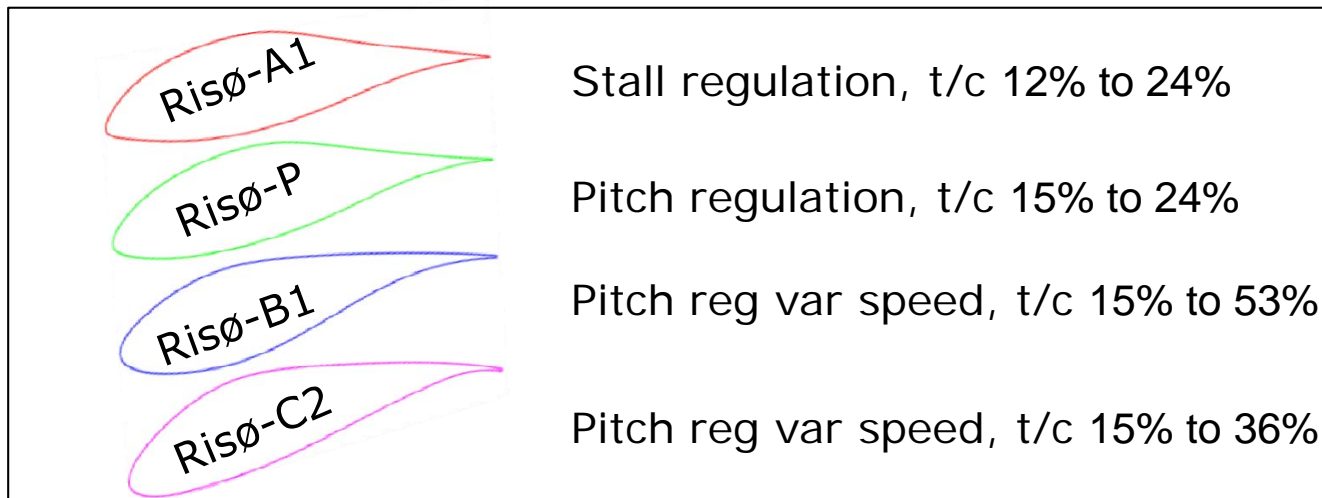 Risø-A1 Stall regulation, t/c 12% to 24%
Risø-P Pitch regulation, t/c 15% to 24%
Risø-B1 Pitch reg var speed, t/c 15% to 53%
Risø-C2 Pitch reg var speed, t/c 15% to 36%